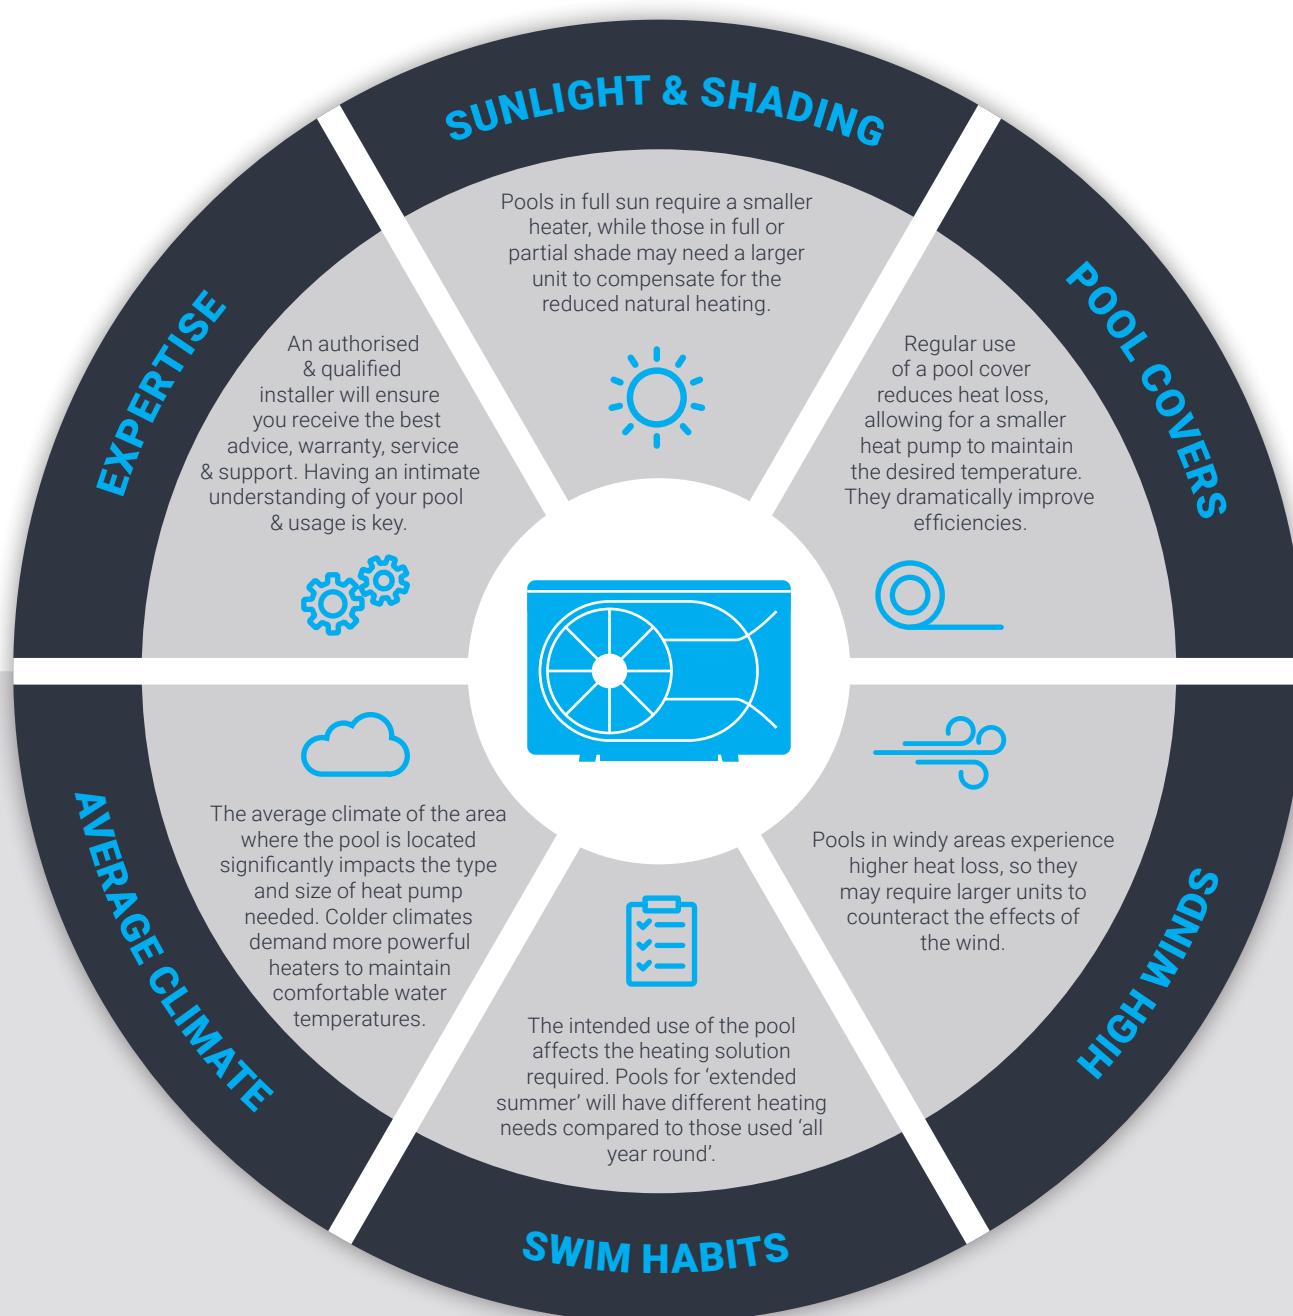 SUNLIGHT & SHADING
Pools in full sun require a smaller
heater, while those in full or
partial shade may need a larger
unit to compensate for the
reduced natural heating.
POOL COVERS
Regular use
of a pool cover
reduces heat loss,
allowing for a smaller
heat pump to maintain
the desired temperature.
They dramatically improve
efficiencies.
HIGH WINDS
Pools in windy areas experience
higher heat loss, so they
may require larger units to
counteract the effects of
the wind.
SWIM HABITS
The intended use of the pool
affects the heating solution
required. Pools for ‘extended
summer’ will have different heating
needs compared to those used ‘all
year round’.
AVERAGE CLIMATE
The average climate of the area
where the pool is located
significantly impacts the type
and size of heat pump
needed. Colder climates
demand more powerful
heaters to maintain
comfortable water
temperatures.
EXPERTISE
An authorised
& qualified
installer will ensure
you receive the best
advice, warranty, service
& support. Having an intimate
understanding of your pool
& usage is key.